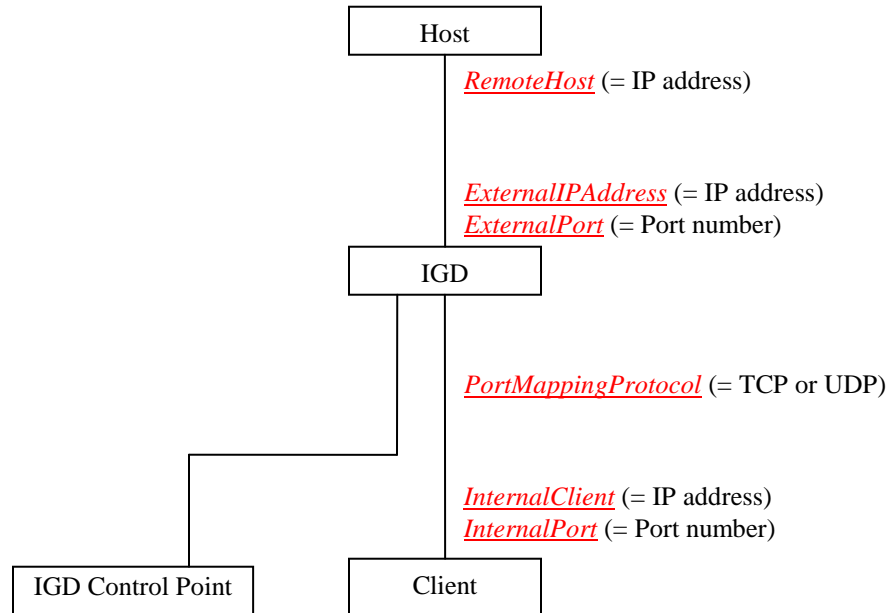 Host
RemoteHost (= IP address)
ExternalIPAddress (= IP address)
ExternalPort (= Port number)
IGD
PortMappingProtocol (= TCP or UDP)
InternalClient (= IP address)
InternalPort (= Port number)
IGD Control Point
Client